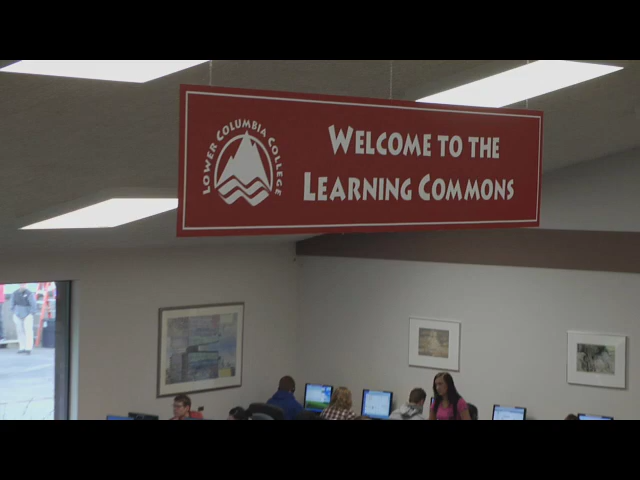 LOWER COLUMBIA COLLEGE
WELCOME TO THE
LEARNING COMMONS